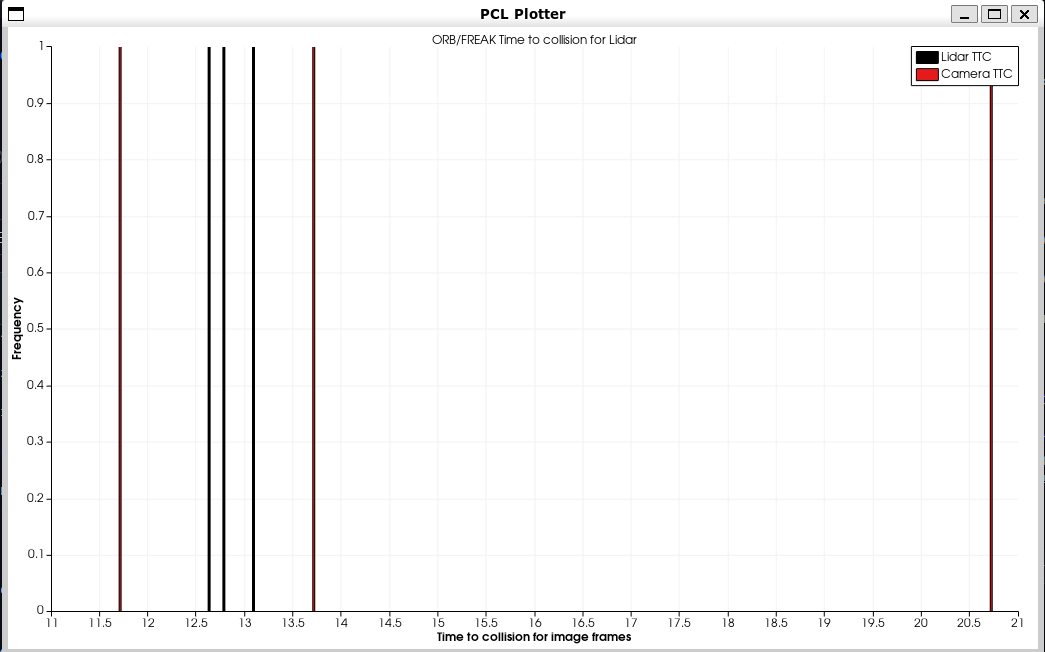 PCL Plotter
ORB/FREAK Time to collision for Lidar
Lidar TTC
Camera TTC
1
0.9
0.8
0.7
0.6
0.5
0.4
0.3
0.2
0.1
0
Frequency
11 11.5 12 12.5 13 13.5 14 14.5 15 15.5 16 16.5 17 17.5 18 18.5 19 19.5 20 20.5 21
Time to collision for image frames